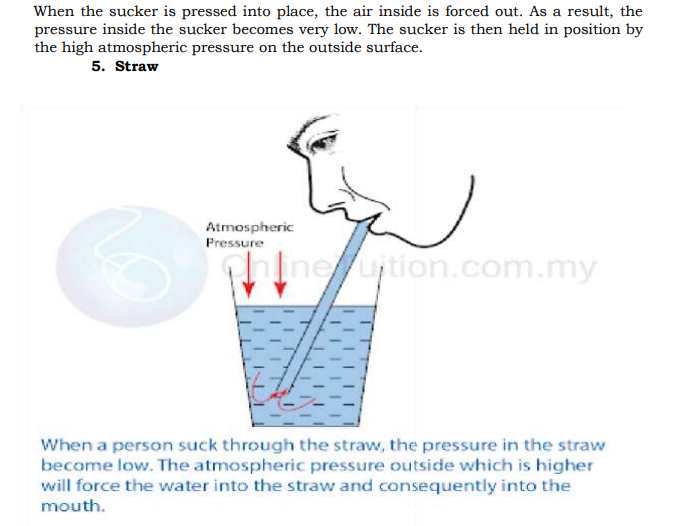 When the sucker is pressed into place, the air inside is forced out. As a result, the
pressure inside the sucker becomes very low. The sucker is then held in position by
the high atmospheric pressure on the outside surface.
5. Straw
Atmospheric
Pressure
OnlineTuition.com.my
When a person suck through the straw, the pressure in the straw
become low. The atmospheric pressure outside which is higher
will force the water into the straw and consequently into the
mouth.